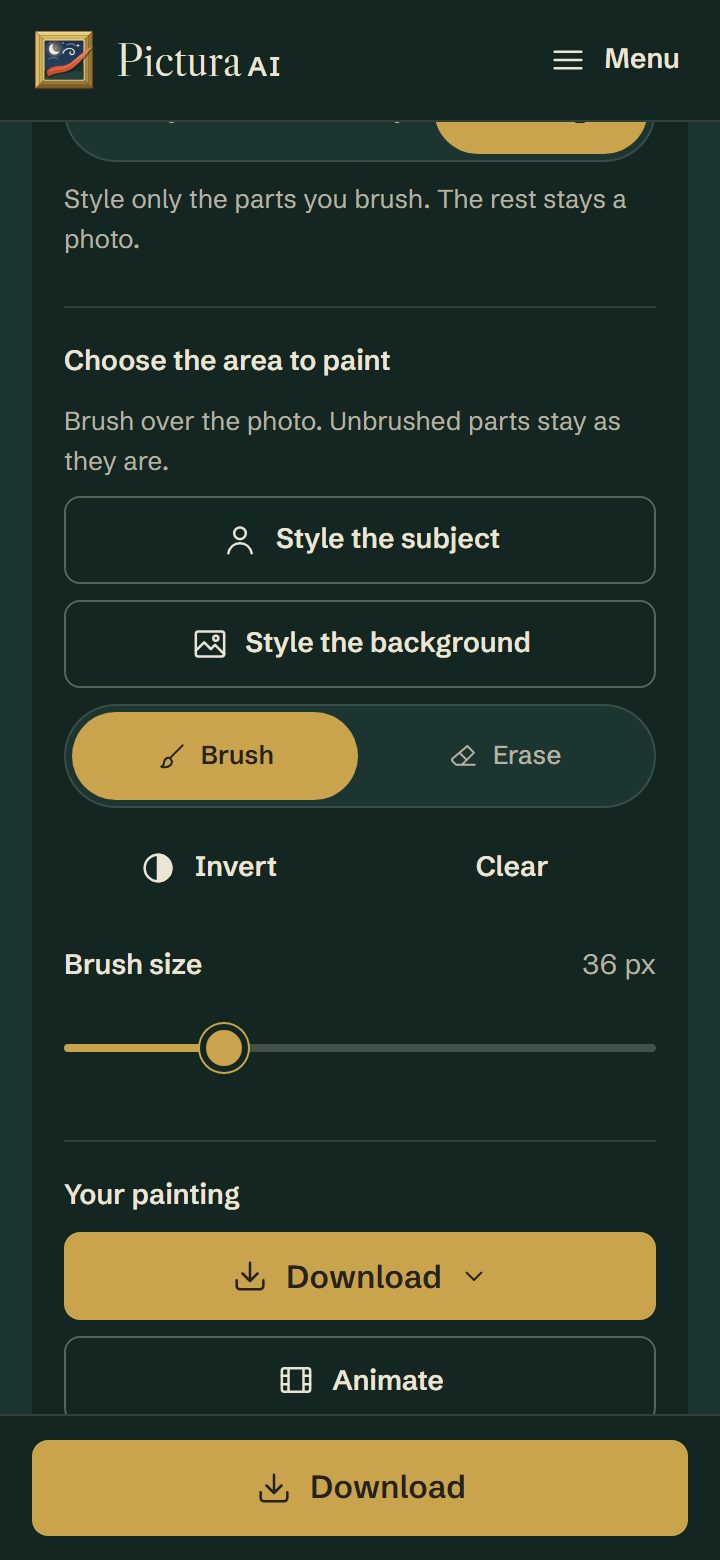 Pictura AI
Menu
Style only the parts you brush. The rest stays a
photo.
Choose the area to paint
Brush over the photo. Unbrushed parts stay as
they are.
Style the subject
Style the background
Brush
Erase
Invert
Clear
Brush size
36 px
Your painting
Download
Animate
Download